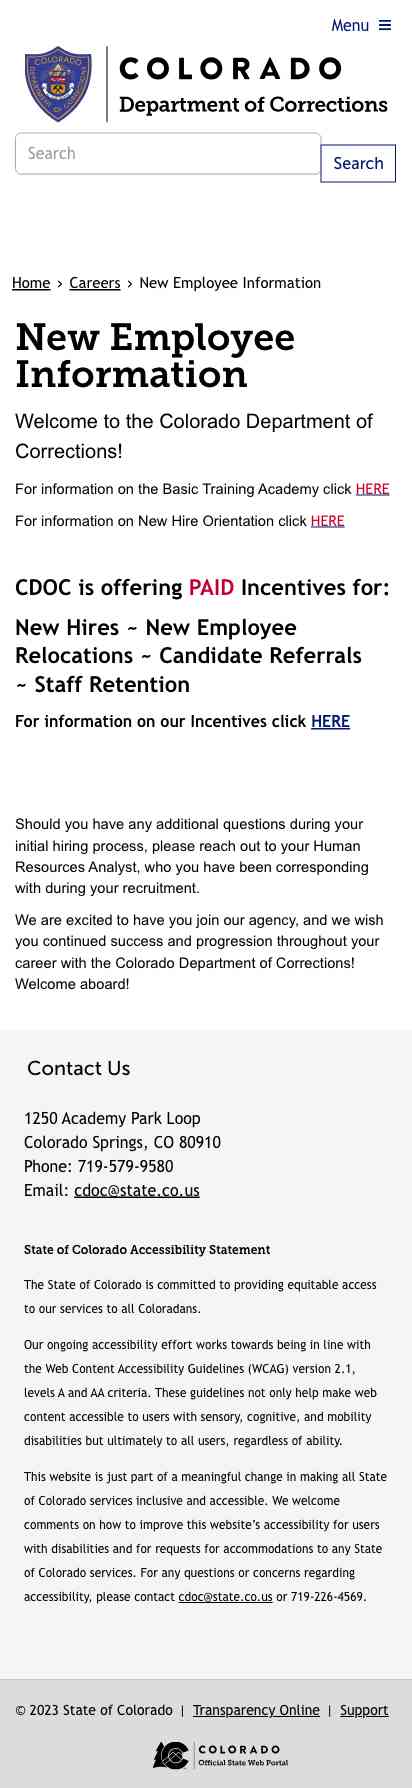 Menu
COLORADO
Department of Corrections
Search
Search
Home › Careers › New Employee Information
New Employee
Information
Welcome to the Colorado Department of
Corrections!
For information on the Basic Training Academy click HERE
For information on New Hire Orientation click HERE
CDOC is offering PAID Incentives for:
New Hires ~ New Employee
Relocations ~ Candidate Referrals
~ Staff Retention
For information on our Incentives click HERE
Should you have any additional questions during your
initial hiring process, please reach out to your Human
Resources Analyst, who you have been corresponding
with during your recruitment.
We are excited to have you join our agency, and we wish
you continued success and progression throughout your
career with the Colorado Department of Corrections!
Welcome aboard!
Contact Us
1250 Academy Park Loop
Colorado Springs, CO 80910
Phone: 719-579-9580
Email: cdoc@state.co.us
State of Colorado Accessibility Statement
The State of Colorado is committed to providing equitable access
to our services to all Coloradans.
Our ongoing accessibility effort works towards being in line with
the Web Content Accessibility Guidelines (WCAG) version 2.1,
levels A and AA criteria. These guidelines not only help make web
content accessible to users with sensory, cognitive, and mobility
disabilities but ultimately to all users, regardless of ability.
This website is just part of a meaningful change in making all State
of Colorado services inclusive and accessible. We welcome
comments on how to improve this website's accessibility for users
with disabilities and for requests for accommodations to any State
of Colorado services. For any questions or concerns regarding
accessibility, please contact cdoc@state.co.us or 719-226-4569.
© 2023 State of Colorado | Transparency Online | Support
COLORADO
Official State Web Portal